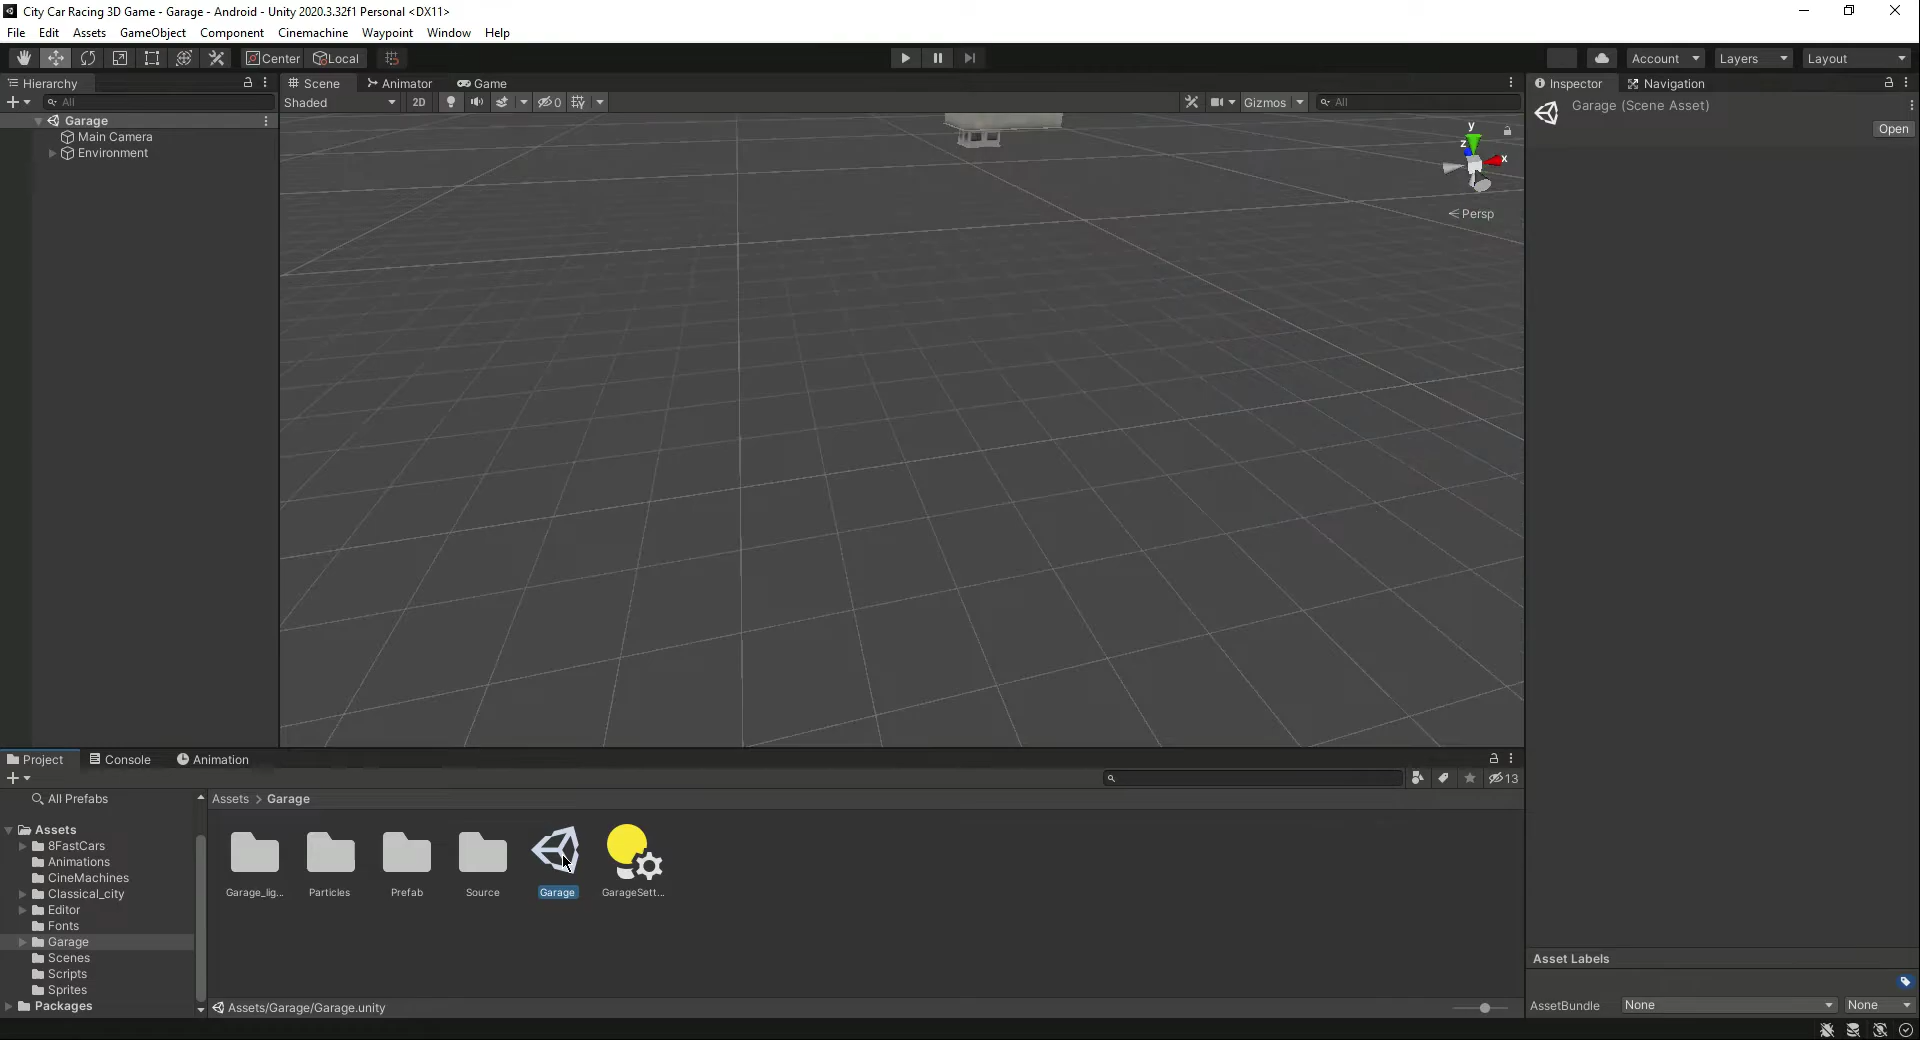 City Car Racing 3D Game - Garage - Android - Unity 2020.3.32f1 Personal <DX11>
File Edit Assets GameObject Component Cinemachine Waypoint Window Help
Center Local Account Layers Layout
Hierarchy
All
Garage
Main Camera
Environment
Scene Animator Game
Shaded 2D 0 Gizmos All
y
z
x
Persp
Inspector Navigation
Garage (Scene Asset)
Open
Project Console Animation
13
All Prefabs
Assets
8FastCars
Animations
CineMachines
Classical_city
Editor
Fonts
Garage
Scenes
Scripts
Sprites
Packages
Assets > Garage
Garage_lig... Particles Prefab Source Garage GarageSett...
Assets/Garage/Garage.unity
Asset Labels
AssetBundle None None